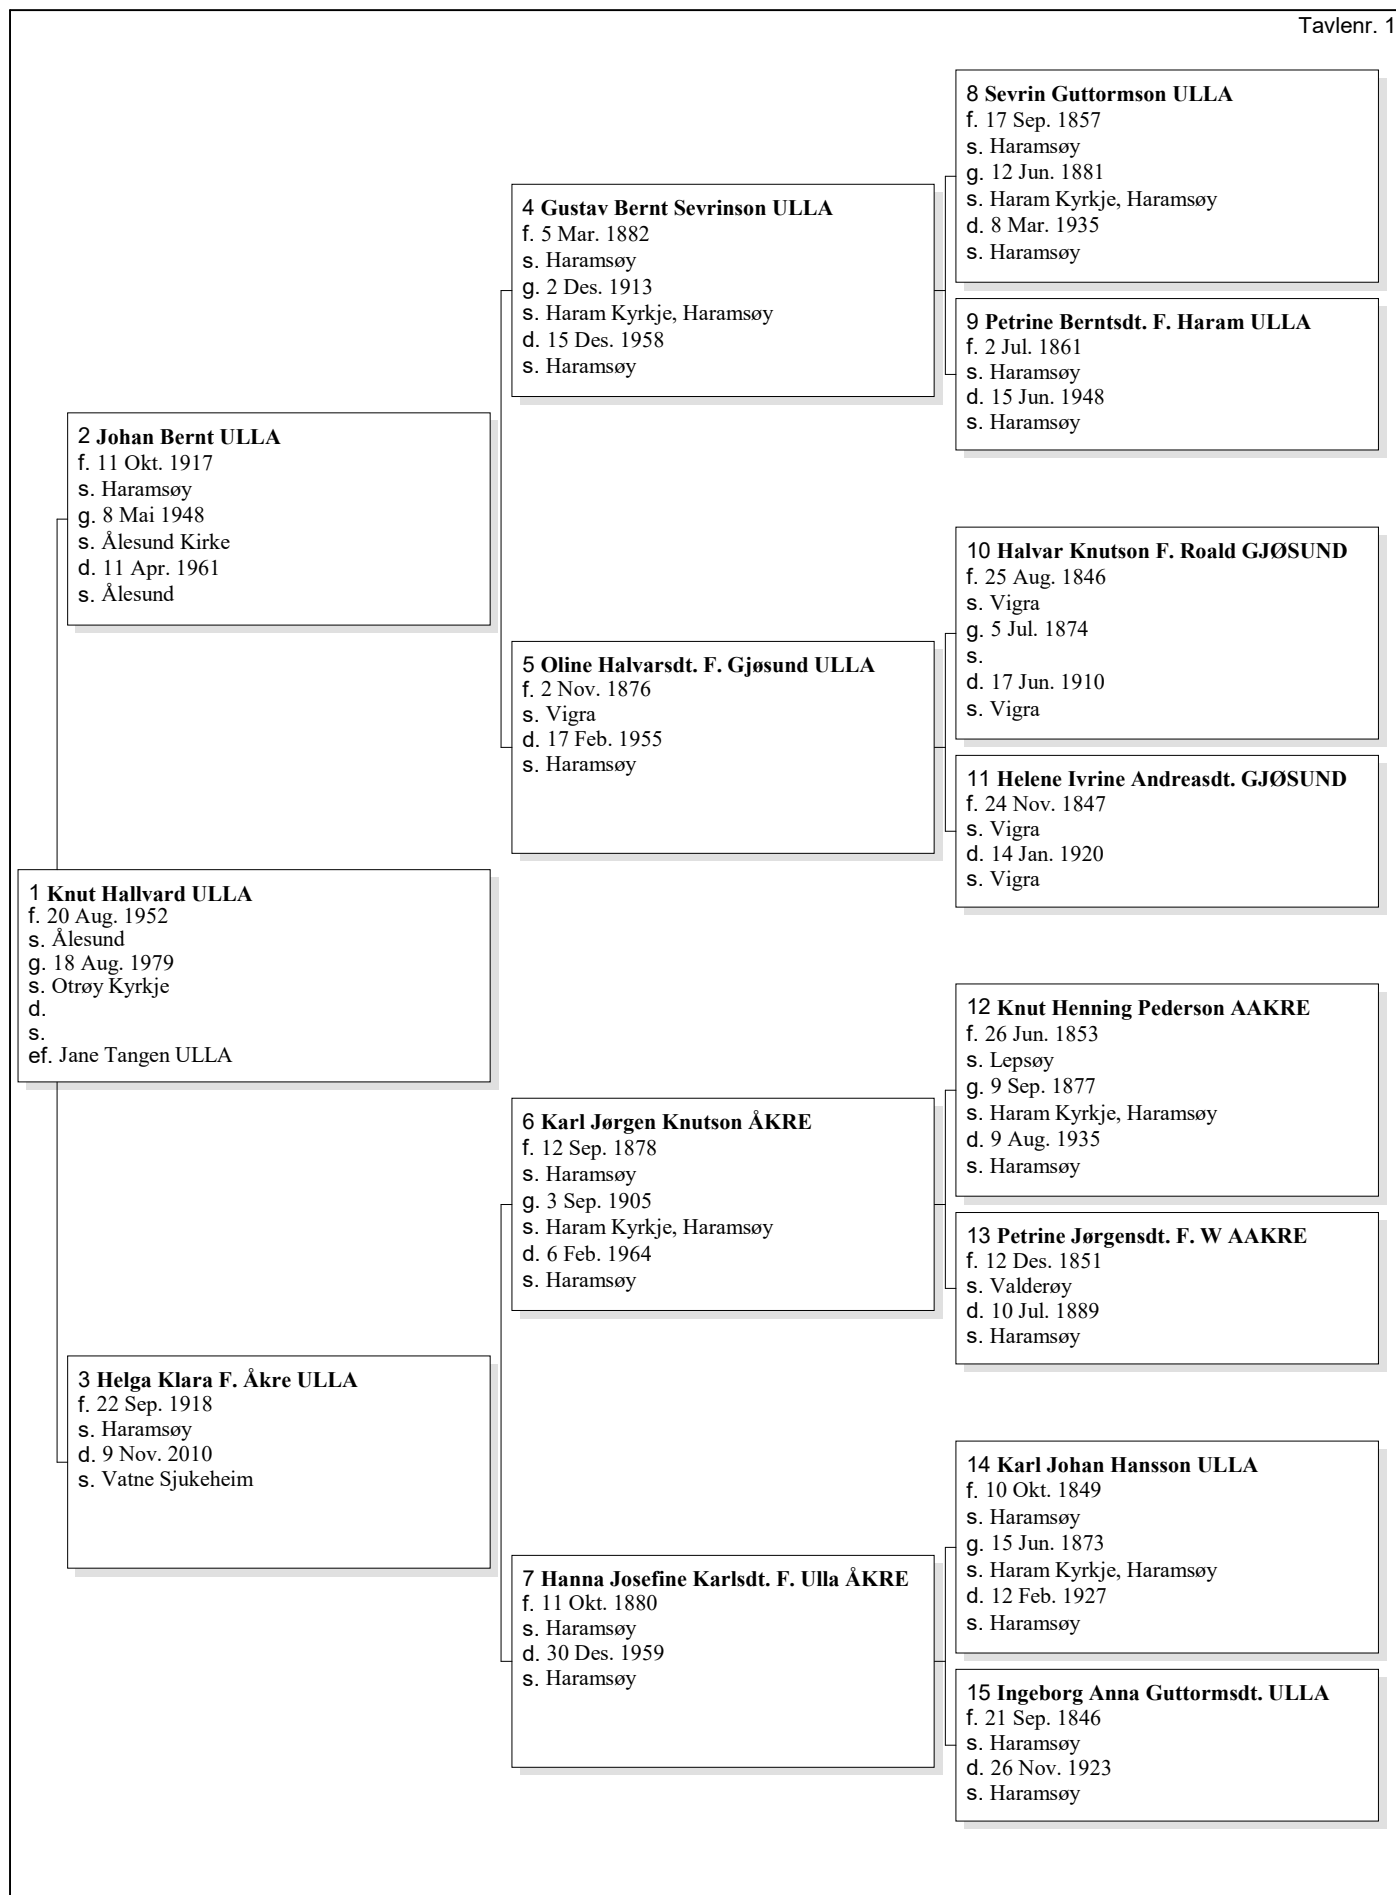 Tavlenr. 1
8 Sevrin Guttormson ULLA
f. 17 Sep. 1857
s. Haramsøy
g. 12 Jun. 1881
s. Haram Kyrkje, Haramsøy
d. 8 Mar. 1935
s. Haramsøy
4 Gustav Bernt Sevrinson ULLA
f. 5 Mar. 1882
s. Haramsøy
g. 2 Des. 1913
s. Haram Kyrkje, Haramsøy
d. 15 Des. 1958
s. Haramsøy
9 Petrine Berntsdt. F. Haram ULLA
f. 2 Jul. 1861
s. Haramsøy
d. 15 Jun. 1948
s. Haramsøy
2 Johan Bernt ULLA
f. 11 Okt. 1917
s. Haramsøy
g. 8 Mai 1948
s. Ålesund Kirke
d. 11 Apr. 1961
s. Ålesund
10 Halvar Knutson F. Roald GJØSUND
f. 25 Aug. 1846
s. Vigra
g. 5 Jul. 1874
s.
d. 17 Jun. 1910
s. Vigra
5 Oline Halvarsdt. F. Gjøsund ULLA
f. 2 Nov. 1876
s. Vigra
d. 17 Feb. 1955
s. Haramsøy
11 Helene Ivrine Andreasdt. GJØSUND
f. 24 Nov. 1847
s. Vigra
d. 14 Jan. 1920
s. Vigra
1 Knut Hallvard ULLA
f. 20 Aug. 1952
s. Ålesund
g. 18 Aug. 1979
s. Otrøy Kyrkje
d.
s.
ef. Jane Tangen ULLA
12 Knut Henning Pederson AAKRE
f. 26 Jun. 1853
s. Lepsøy
g. 9 Sep. 1877
s. Haram Kyrkje, Haramsøy
d. 9 Aug. 1935
s. Haramsøy
6 Karl Jørgen Knutson ÅKRE
f. 12 Sep. 1878
s. Haramsøy
g. 3 Sep. 1905
s. Haram Kyrkje, Haramsøy
d. 6 Feb. 1964
s. Haramsøy
13 Petrine Jørgensdt. F. W AAKRE
f. 12 Des. 1851
s. Valderøy
d. 10 Jul. 1889
s. Haramsøy
3 Helga Klara F. Åkre ULLA
f. 22 Sep. 1918
s. Haramsøy
d. 9 Nov. 2010
s. Vatne Sjukeheim
14 Karl Johan Hansson ULLA
f. 10 Okt. 1849
s. Haramsøy
g. 15 Jun. 1873
s. Haram Kyrkje, Haramsøy
d. 12 Feb. 1927
s. Haramsøy
7 Hanna Josefine Karlsdt. F. Ulla ÅKRE
f. 11 Okt. 1880
s. Haramsøy
d. 30 Des. 1959
s. Haramsøy
15 Ingeborg Anna Guttormsdt. ULLA
f. 21 Sep. 1846
s. Haramsøy
d. 26 Nov. 1923
s. Haramsøy